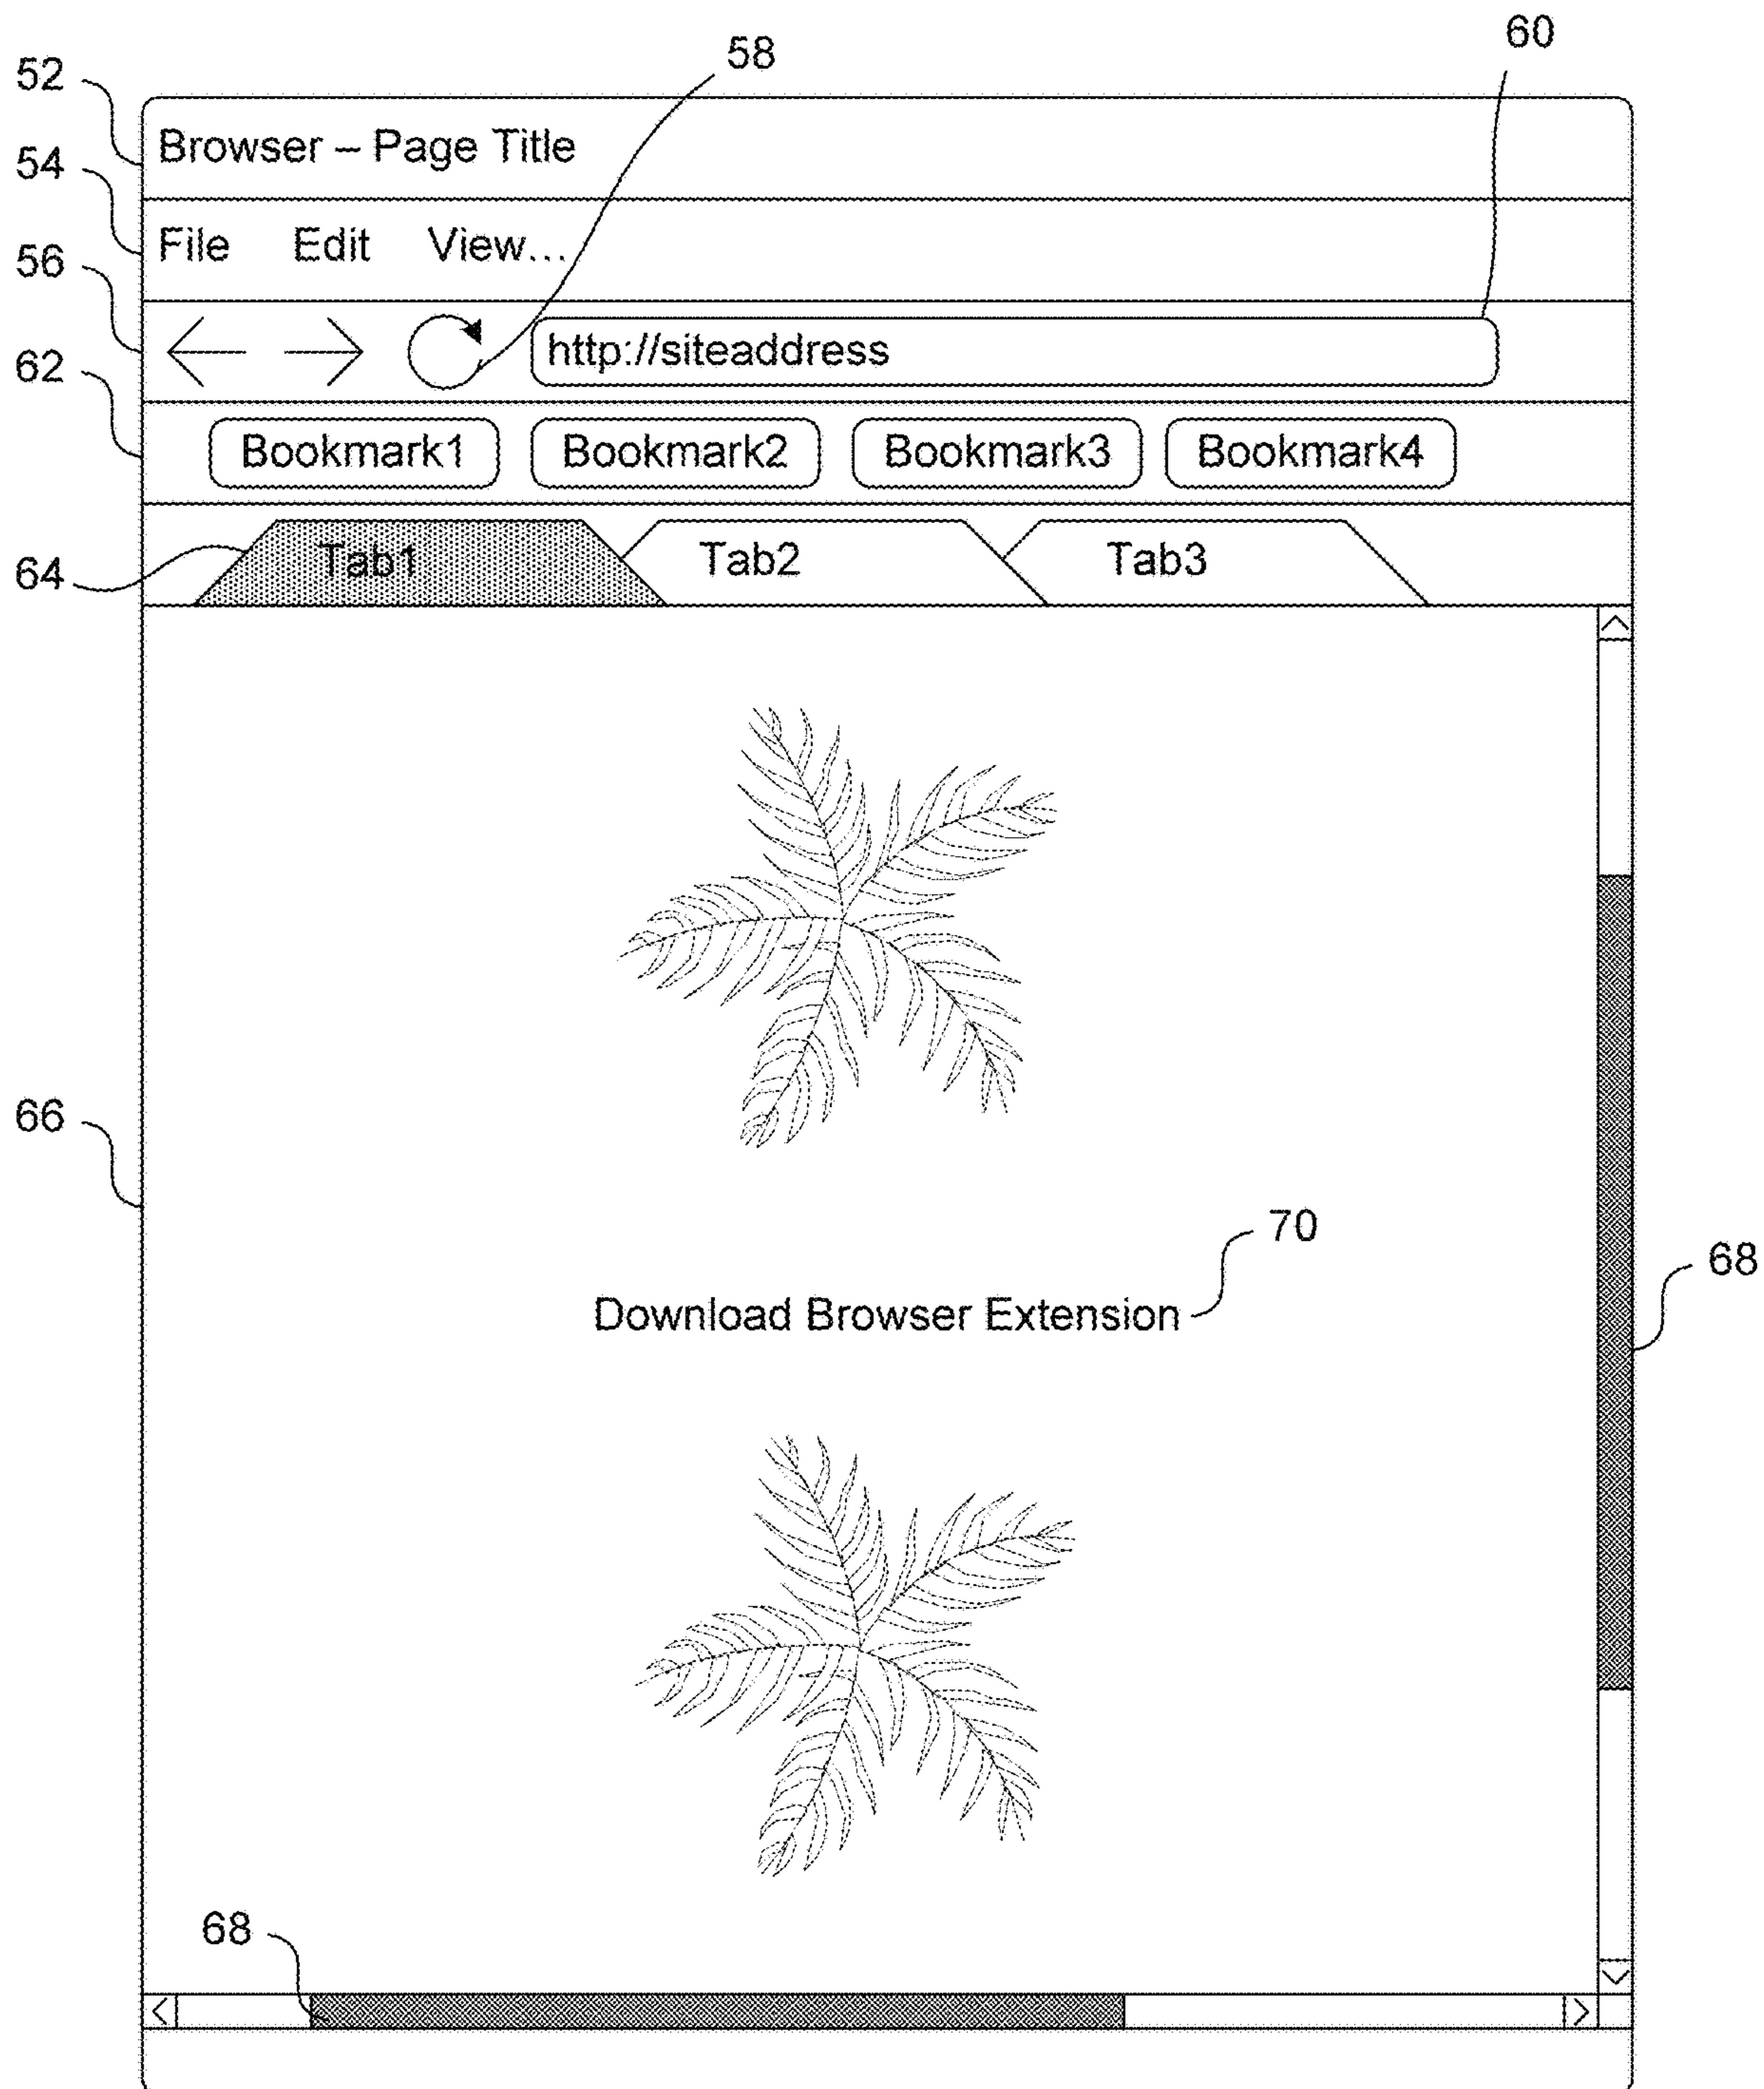 60
58
52
Browser – Page Title
54
File Edit View...
56
http://siteaddress
62
Bookmark1 Bookmark2 Bookmark3 Bookmark4
64
Tab1 Tab2 Tab3
66
70
68
Download Browser Extension
68